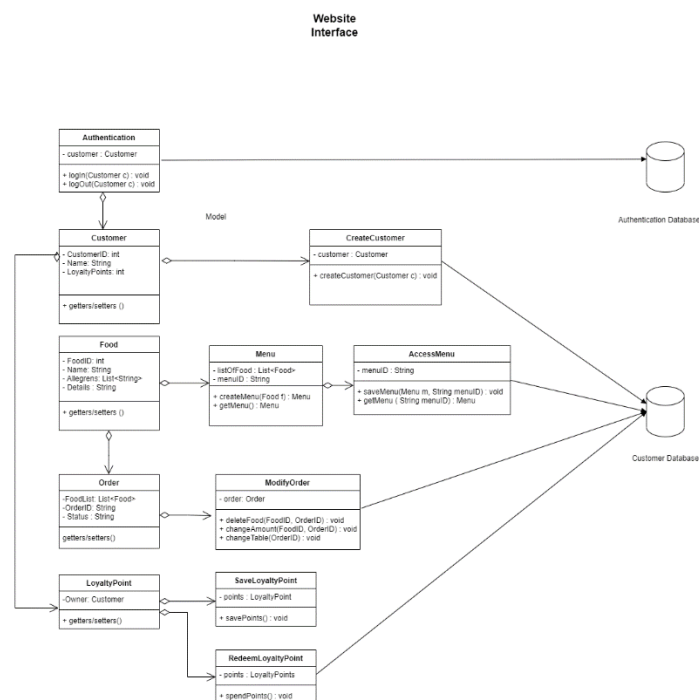 Website
Interface
Authentication
- customer : Customer
+ logIn(Customer c) : void
+ logOut(Customer c) : void
Authentication Database
Model
Customer
- CustomerID: int
- Name: String
- LoyaltyPoints: int
+ getters/setters ()
CreateCustomer
- customer : Customer
+ createCustomer(Customer c) : void
Food
- FoodID: int
- Name: String
- Allegrens: List<String>
- Details : String
+ getters/setters ()
Menu
- listOfFood : List<Food>
- menuID : String
+ createMenu(Food f) : Menu
+ getMenu() : Menu
AccessMenu
- menuID : String
+ saveMenu(Menu m, String menuID) : void
+ getMenu ( String menuID) : Menu
Customer Database
Order
-FoodList: List<Food>
-OrderID: String
- Status : String
getters/setters()
ModifyOrder
- order: Order
+ deleteFood(FoodID, OrderID) : void
+ changeAmount(FoodID, OrderID) : void
+ changeTable(OrderID) : void
LoyaltyPoint
-Owner: Customer
+ getters/setters()
SaveLoyaltyPoint
- points : LoyaltyPoint
+ savePoints() : void
RedeemLoyaltyPoint
- points : LoyaltyPoints
+ spendPoints() : void